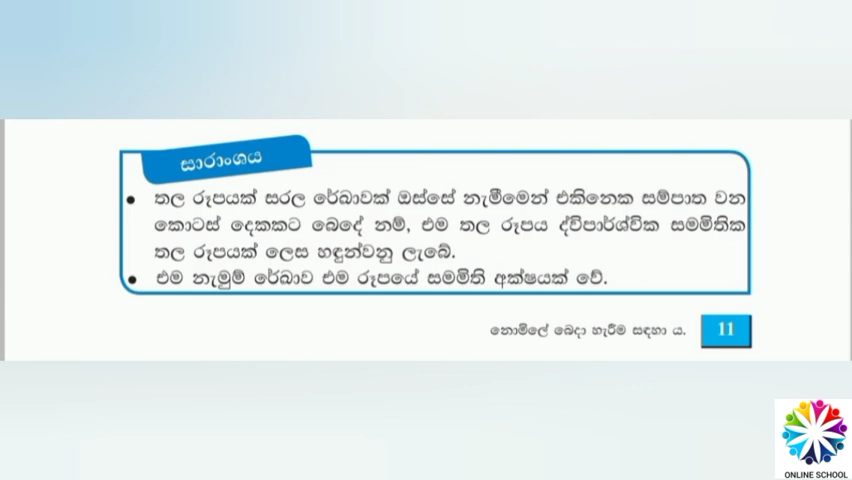 සාරාංශය
• තල රූපයක් සරල රේඛාවක් ඔස්සේ නැමීමෙන් එකිනෙක සම්පාත වන
කොටස් දෙකකට බෙදේ නම්, එම තල රූපය ද්විපාර්ශ්වික සමමිතික
තල රූපයක් ලෙස හඳුන්වනු ලැබේ.
• එම නැමුම් රේඛාව එම රූපයේ සමමිති අක්ෂයක් වේ.
නොමිලේ බෙදා හැරීම සඳහා ය. 11
ONLINE SCHOOL